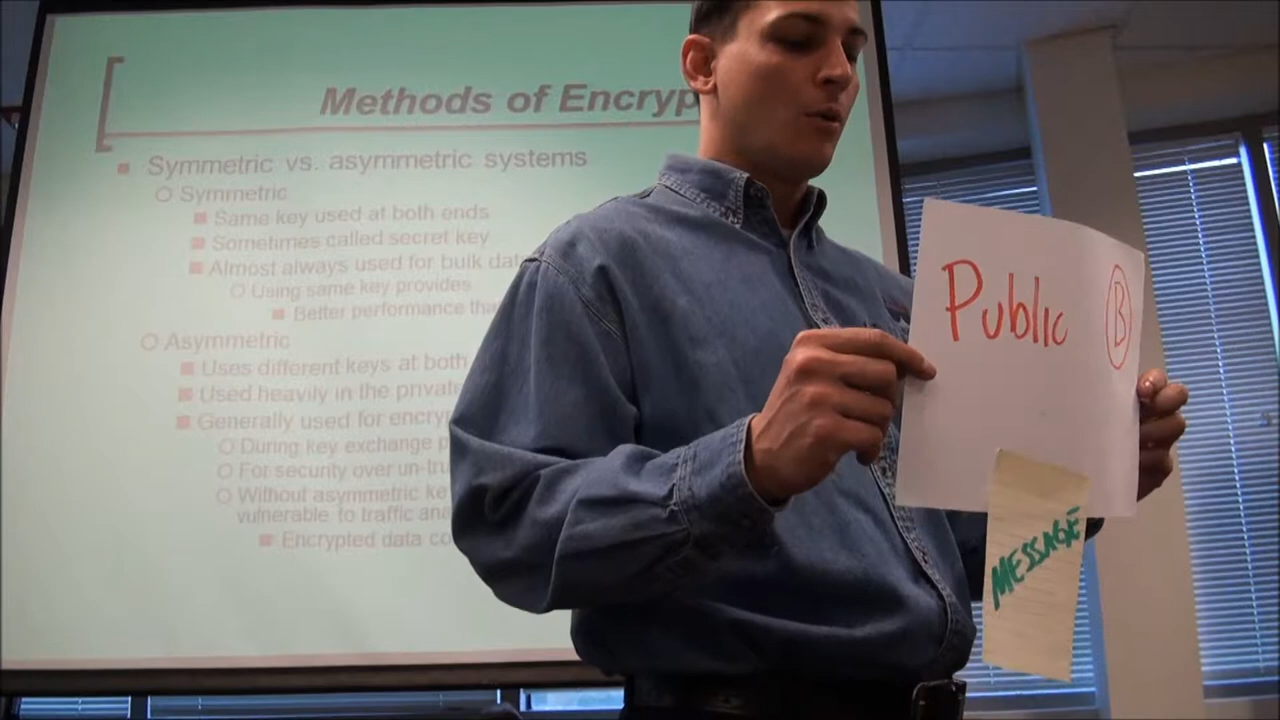 Methods of Encryp
Symmetric vs. asymmetric systems
Symmetric
Same key used at both ends
Sometimes called secret key
Almost always used for bulk dat
Using same key provides
Better performance tha
Asymmetric
Uses different keys at both
Used heavily in the privat
Generally used for encryp
During key exchange p
For security over un-tru
Without asymmetric ke
vulnerable to traffic ana
Encrypted data co
Public B
MESSAGE